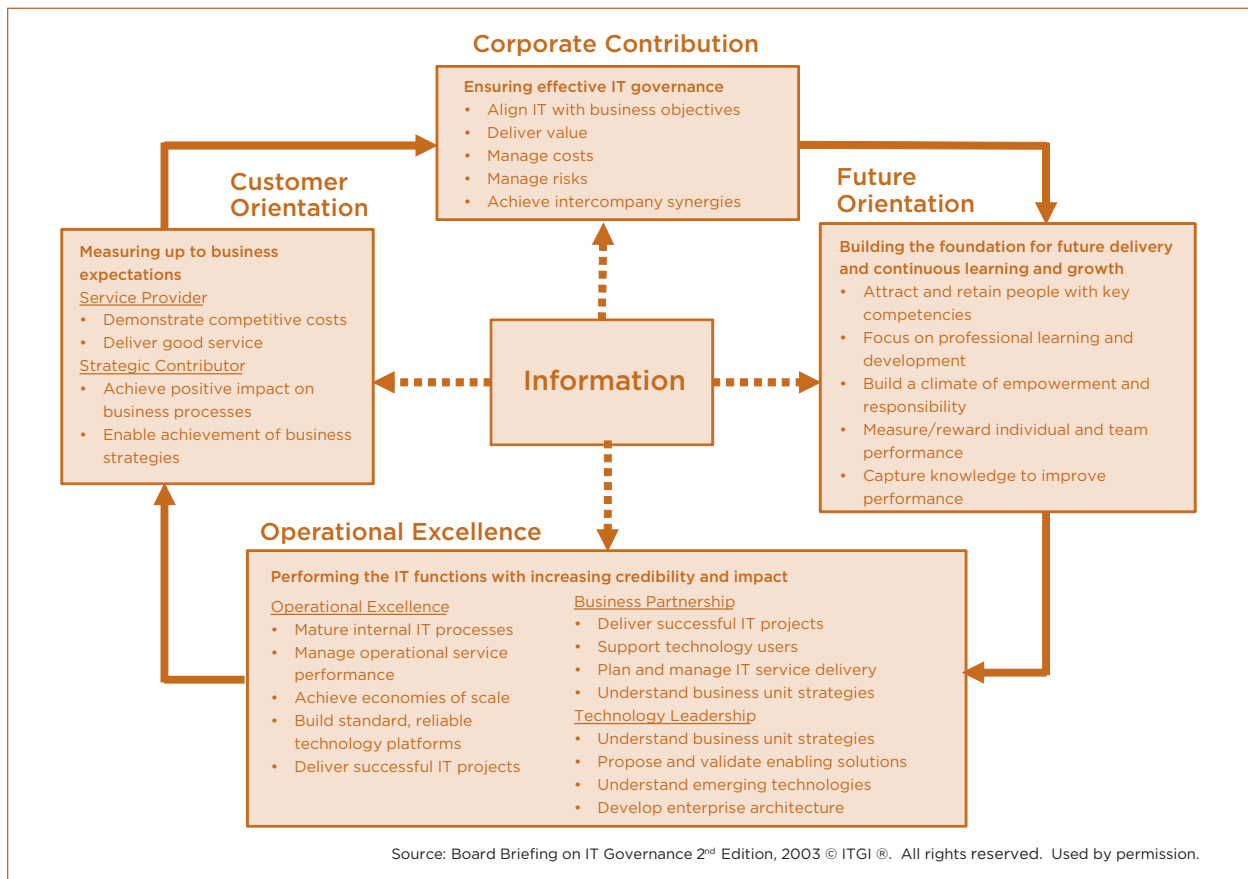 Corporate Contribution
Ensuring effective IT governance
• Align IT with business objectives
• Deliver value
• Manage costs
• Manage risks
• Achieve intercompany synergies
Customer
Orientation
Measuring up to business
expectations
Service Provider
• Demonstrate competitive costs
• Deliver good service
Strategic Contributor
• Achieve positive impact on
business processes
• Enable achievement of business
strategies
Information
Future
Orientation
Building the foundation for future delivery
and continuous learning and growth
• Attract and retain people with key
competencies
• Focus on professional learning and
development
• Build a climate of empowerment and
responsibility
• Measure/reward individual and team
performance
• Capture knowledge to improve
performance
Operational Excellence
Performing the IT functions with increasing credibility and impact
Operational Excellence
• Mature internal IT processes
• Manage operational service
performance
• Achieve economies of scale
• Build standard, reliable
technology platforms
• Deliver successful IT projects
Business Partnership
• Deliver successful IT projects
• Support technology users
• Plan and manage IT service delivery
• Understand business unit strategies
Technology Leadership
• Understand business unit strategies
• Propose and validate enabling solutions
• Understand emerging technologies
• Develop enterprise architecture
Source: Board Briefing on IT Governance 2nd Edition, 2003 © ITGI ®. All rights reserved. Used by permission.